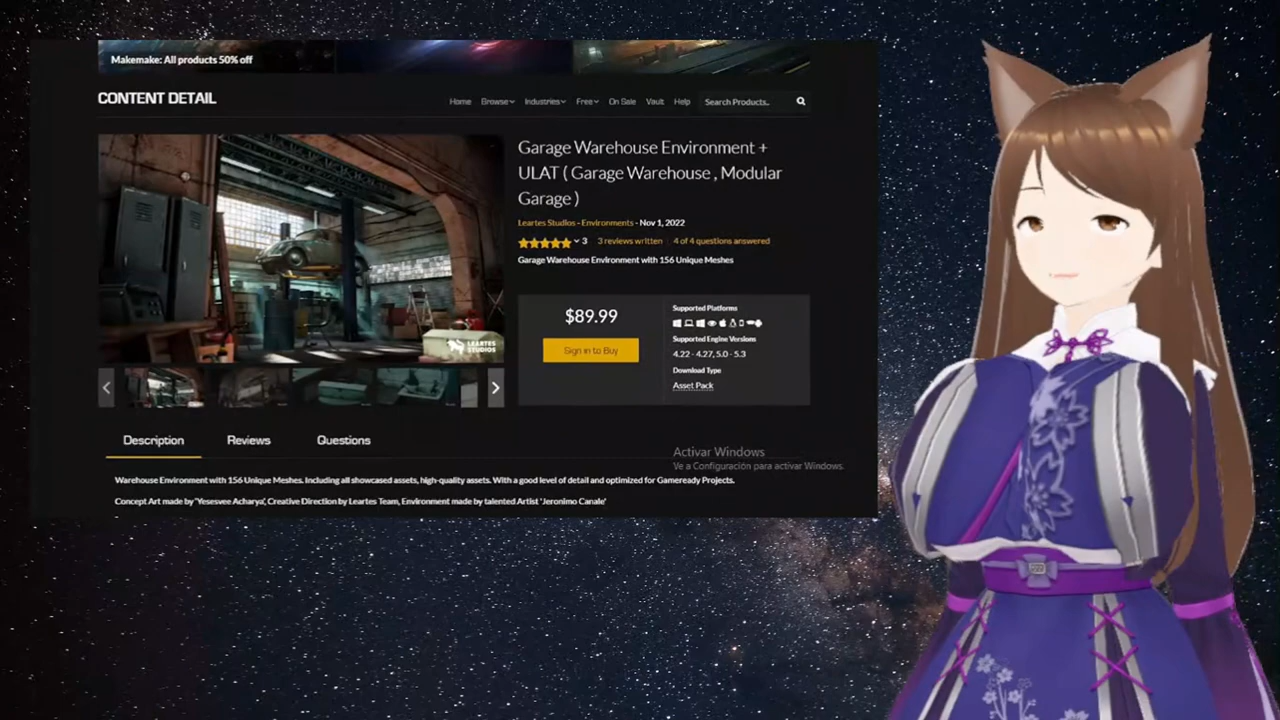 Makemake: All products 50% off
CONTENT DETAIL
Home Browse Industries Free On Sale Vault Help Search Products..
Garage Warehouse Environment +
ULAT ( Garage Warehouse , Modular
Garage )
Leartes Studios - Environments - Nov 1, 2022
3 3 reviews written 4 of 4 questions answered
Garage Warehouse Environment with 156 Unique Meshes
$89.99
Sign in to Buy
Supported Platforms
Supported Engine Versions
4.22 - 4.27, 5.0 - 5.3
Download Type
Asset Pack
LEARTES
STUDIOS
Description Reviews Questions
Activar Windows
Ve a Configuración para activar Windows.
Warehouse Environment with 156 Unique Meshes. Including all showcased assets, high-quality assets. With a good level of detail and optimized for Gameready Projects.
Concept Art made by 'Yesesvee Acharya', Creative Direction by Leartes Team, Environment made by talented Artist 'Jeronimo Canale'